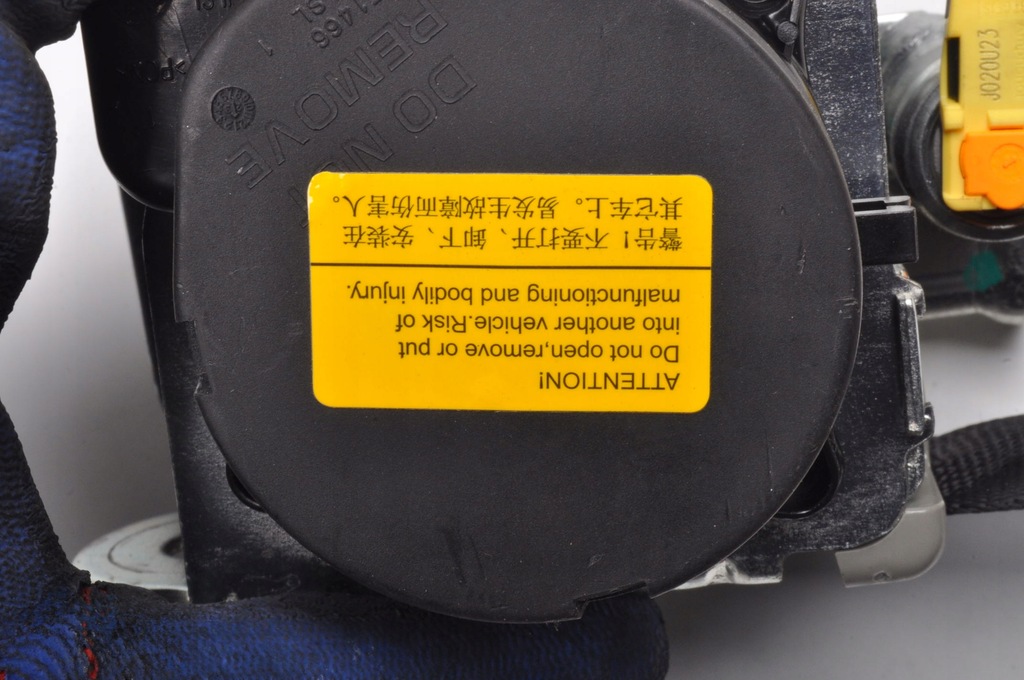 ATTENTION!
Do not open,remove or put
into another vehicle.Risk of
malfunctioning and bodily injury.
警告！不要打开、卸下、安装在
其它车上。易发生故障而伤害人。
DO NOT
REMOVE
J020U23